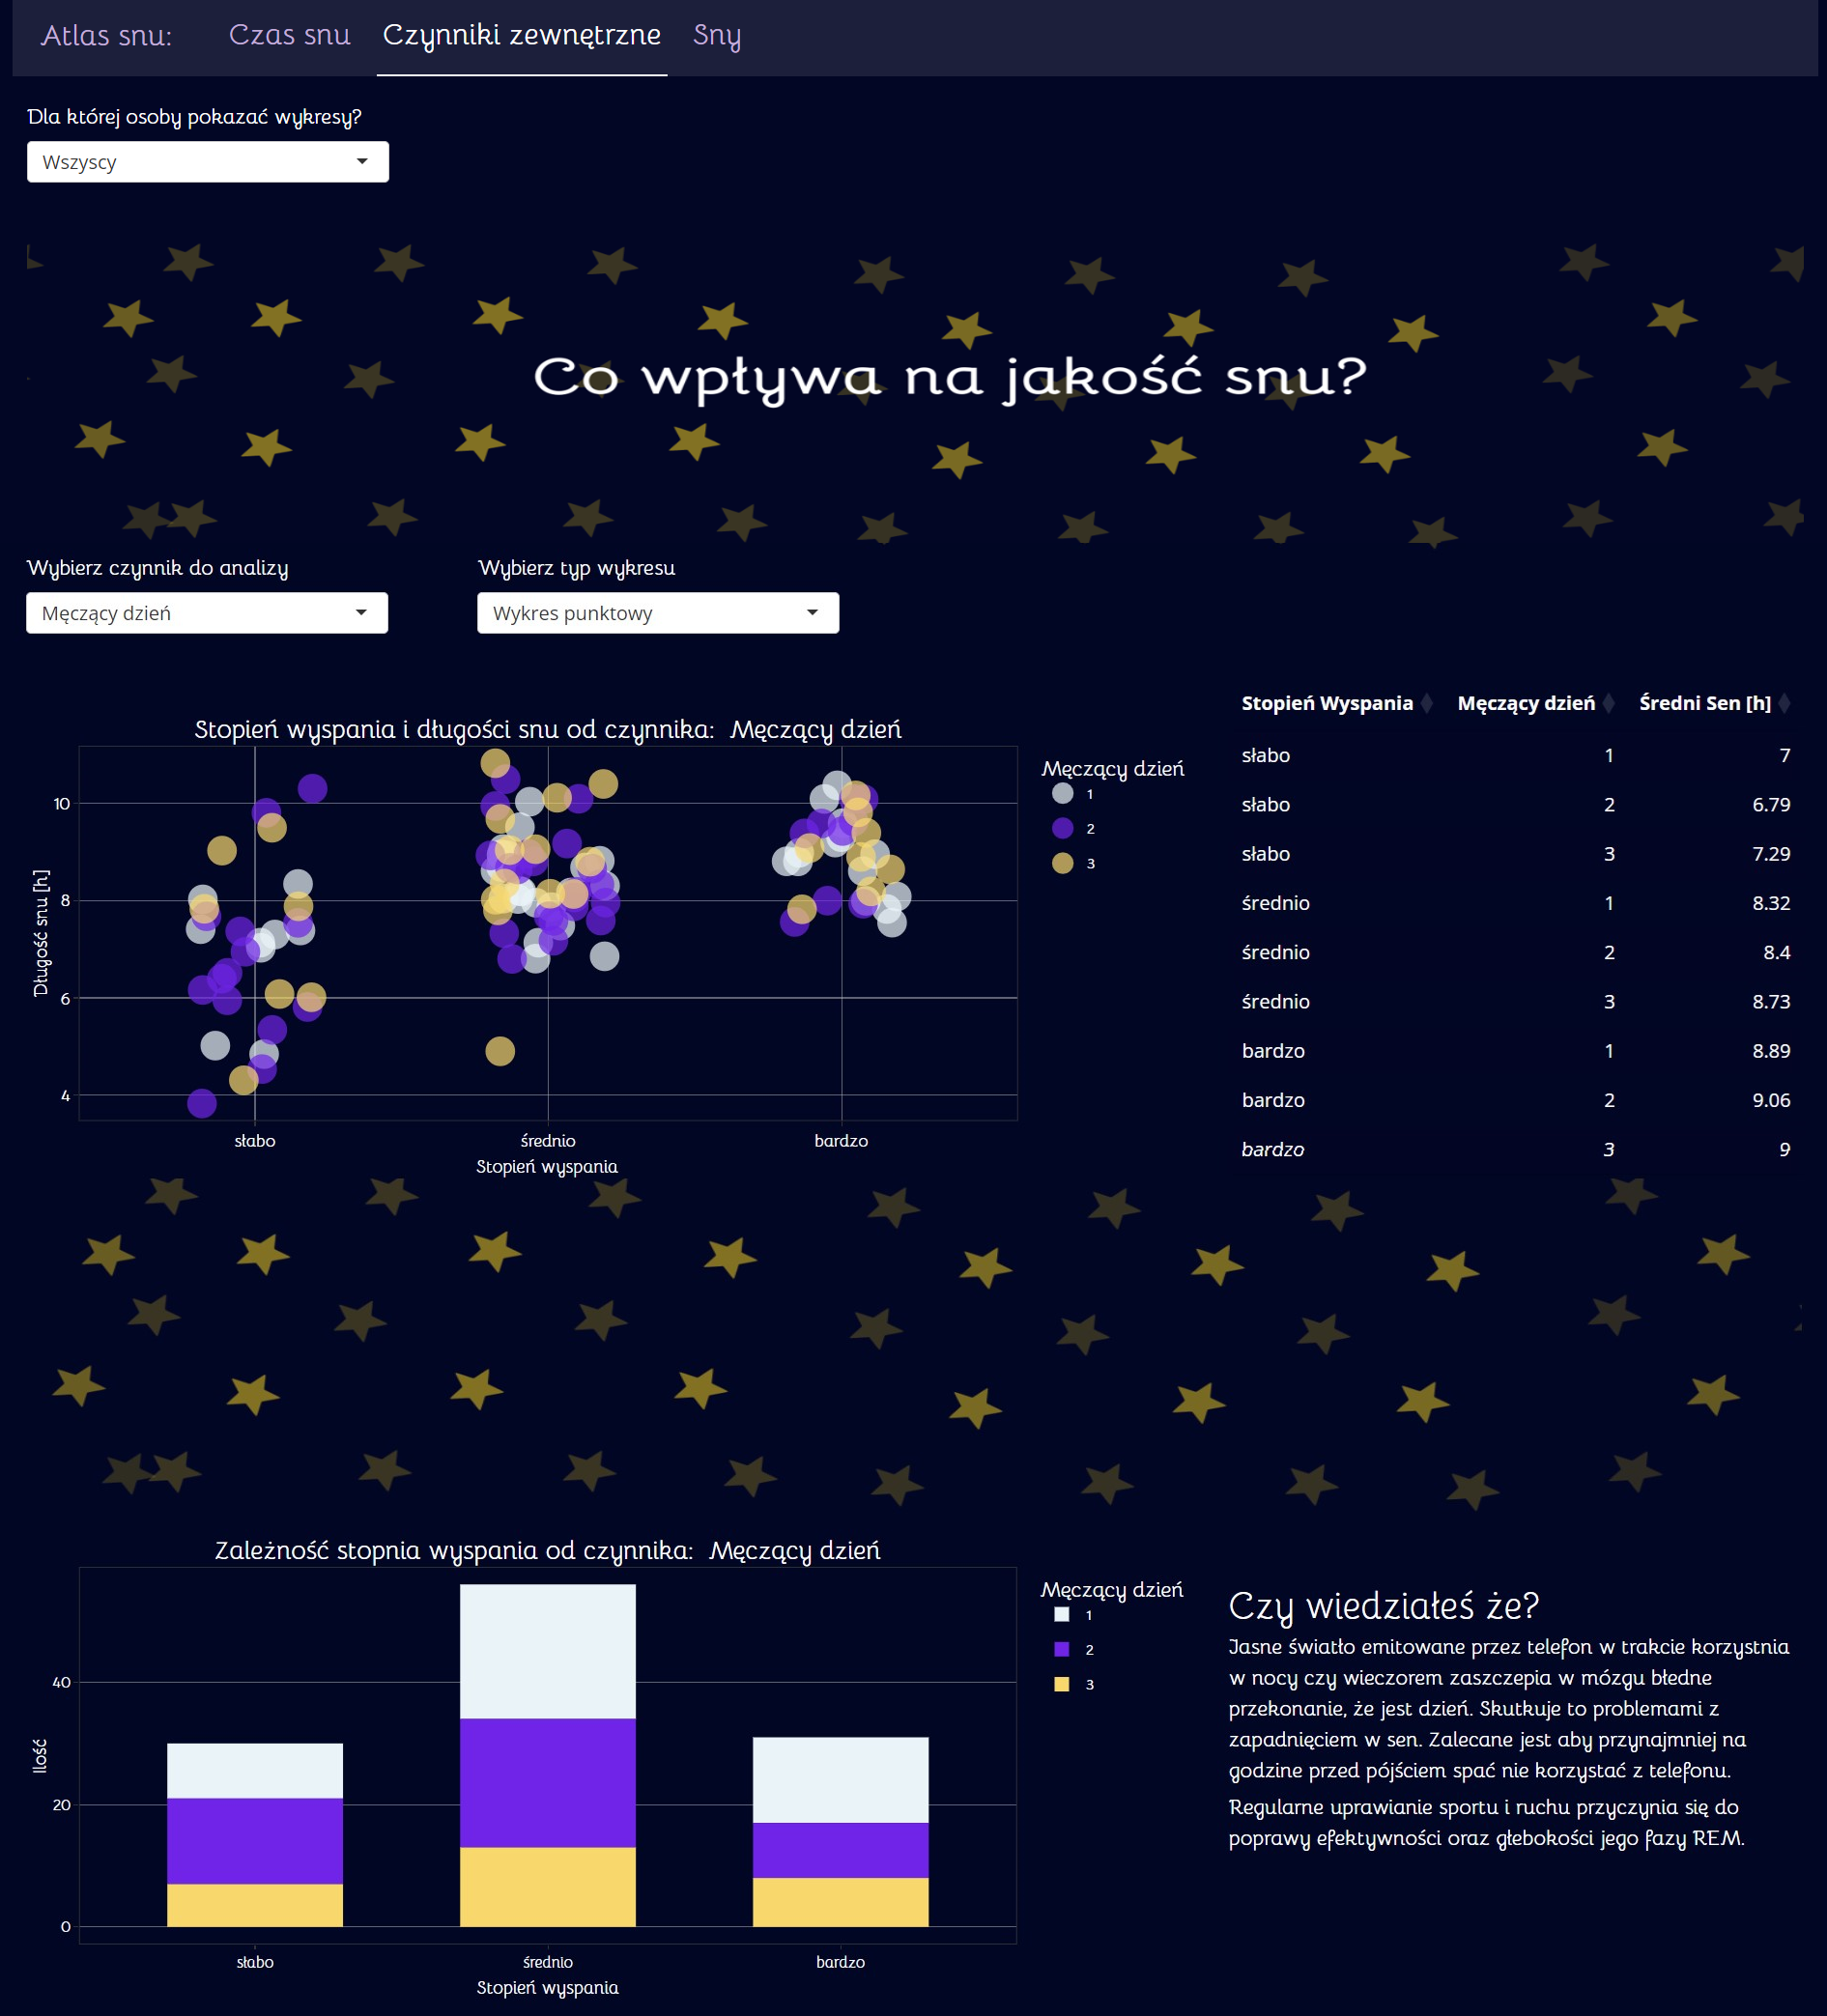 Atlas snu: Czas snu Czynniki zewnętrzne Sny
Dla której osoby pokazać wykresy?
Wszyscy
Co wpływa na jakość snu?
Wybierz czynnik do analizy
Męczący dzień
Wybierz typ wykresu
Wykres punktowy
Stopień wyspania i długości snu od czynnika: Męczący dzień
Długość snu [h]
10
8
6
4
słabo średnio bardzo
Stopień wyspania
Męczący dzień
1
2
3
Stopień Wyspania Męczący dzień Średni Sen [h]
słabo 1 7
słabo 2 6.79
słabo 3 7.29
średnio 1 8.32
średnio 2 8.4
średnio 3 8.73
bardzo 1 8.89
bardzo 2 9.06
bardzo 3 9
Zależność stopnia wyspania od czynnika: Męczący dzień
Ilość
40
20
0
słabo średnio bardzo
Stopień wyspania
Męczący dzień
1
2
3
Czy wiedziałeś że?
Jasne światło emitowane przez telefon w trakcie korzystnia
w nocy czy wieczorem zaszczepia w mózgu błedne
przekonanie, że jest dzień. Skutkuje to problemami z
zapadnięciem w sen. Zalecane jest aby przynajmniej na
godzine przed pójściem spać nie korzystać z telefonu.
Regularne uprawianie sportu i ruchu przyczynia się do
poprawy efektywności oraz głebokości jego fazy REM.